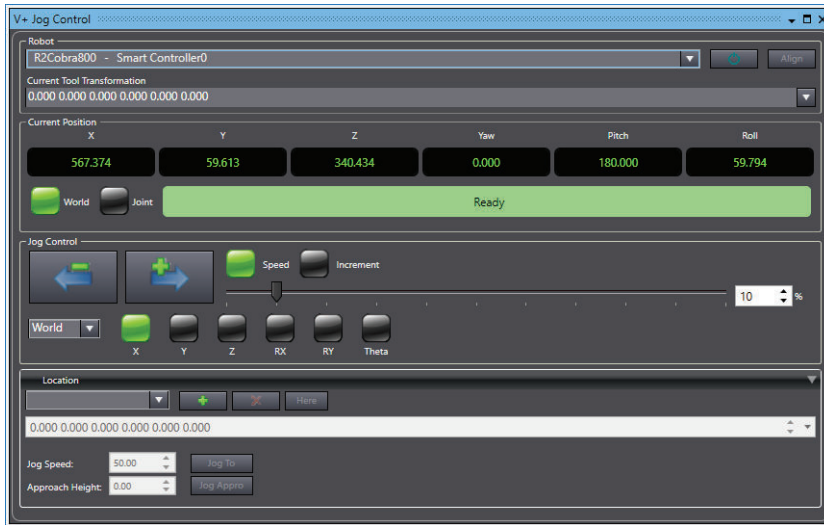 V+ Jog Control
Robot
R2Cobra800 - Smart Controller0
Align
Current Tool Transformation
0.000 0.000 0.000 0.000 0.000 0.000
Current Position
X Y Z Yaw Pitch Roll
567.374 59.613 340.434 0.000 180.000 59.794
World Joint Ready
Jog Control
Speed Increment
10 %
World
X Y Z RX RY Theta
Location
Here
0.000 0.000 0.000 0.000 0.000 0.000
Jog Speed: 50.00 Jog To
Approach Height: 0.00 Jog Appro